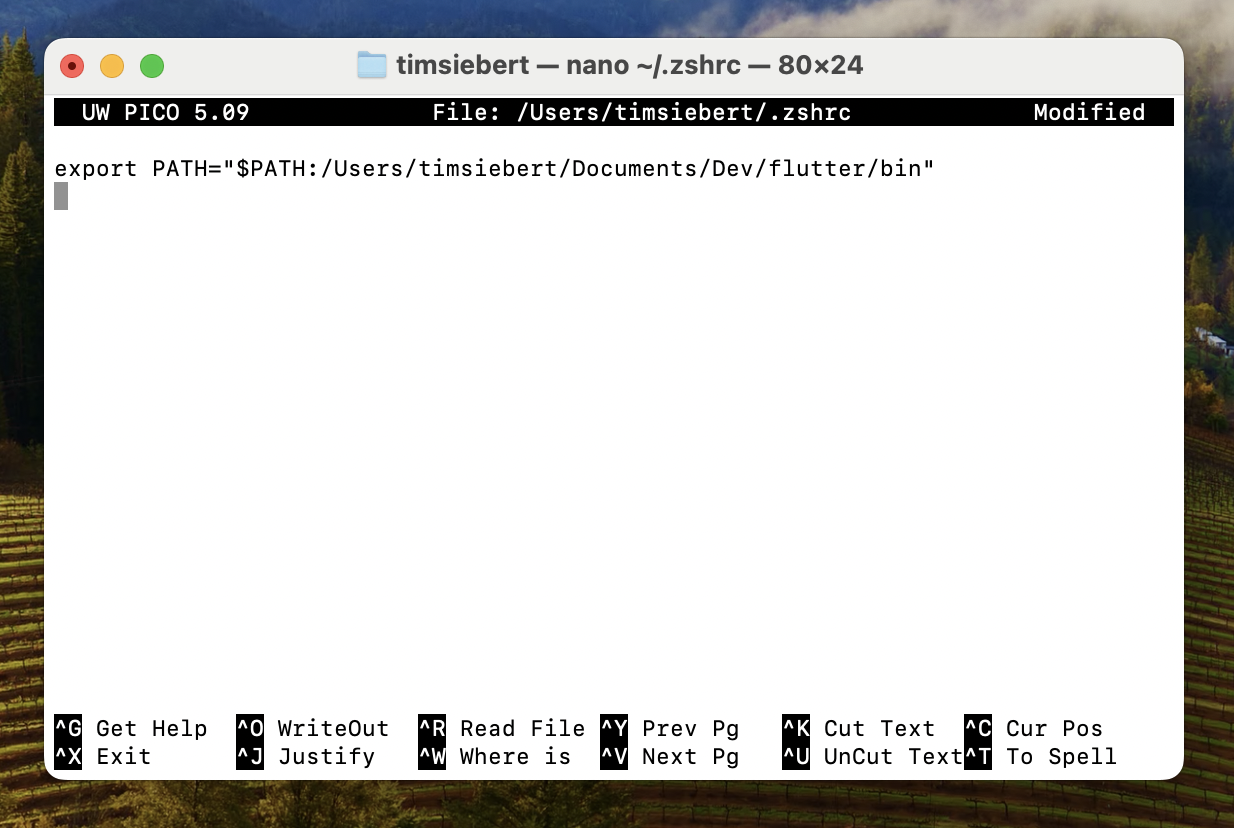 timsiebert — nano ~/.zshrc — 80×24
UW PICO 5.09 File: /Users/timsiebert/.zshrc Modified
export PATH="$PATH:/Users/timsiebert/Documents/Dev/flutter/bin"
^G Get Help ^O WriteOut ^R Read File ^Y Prev Pg ^K Cut Text ^C Cur Pos
^X Exit ^J Justify ^W Where is ^V Next Pg ^U UnCut Text ^T To Spell